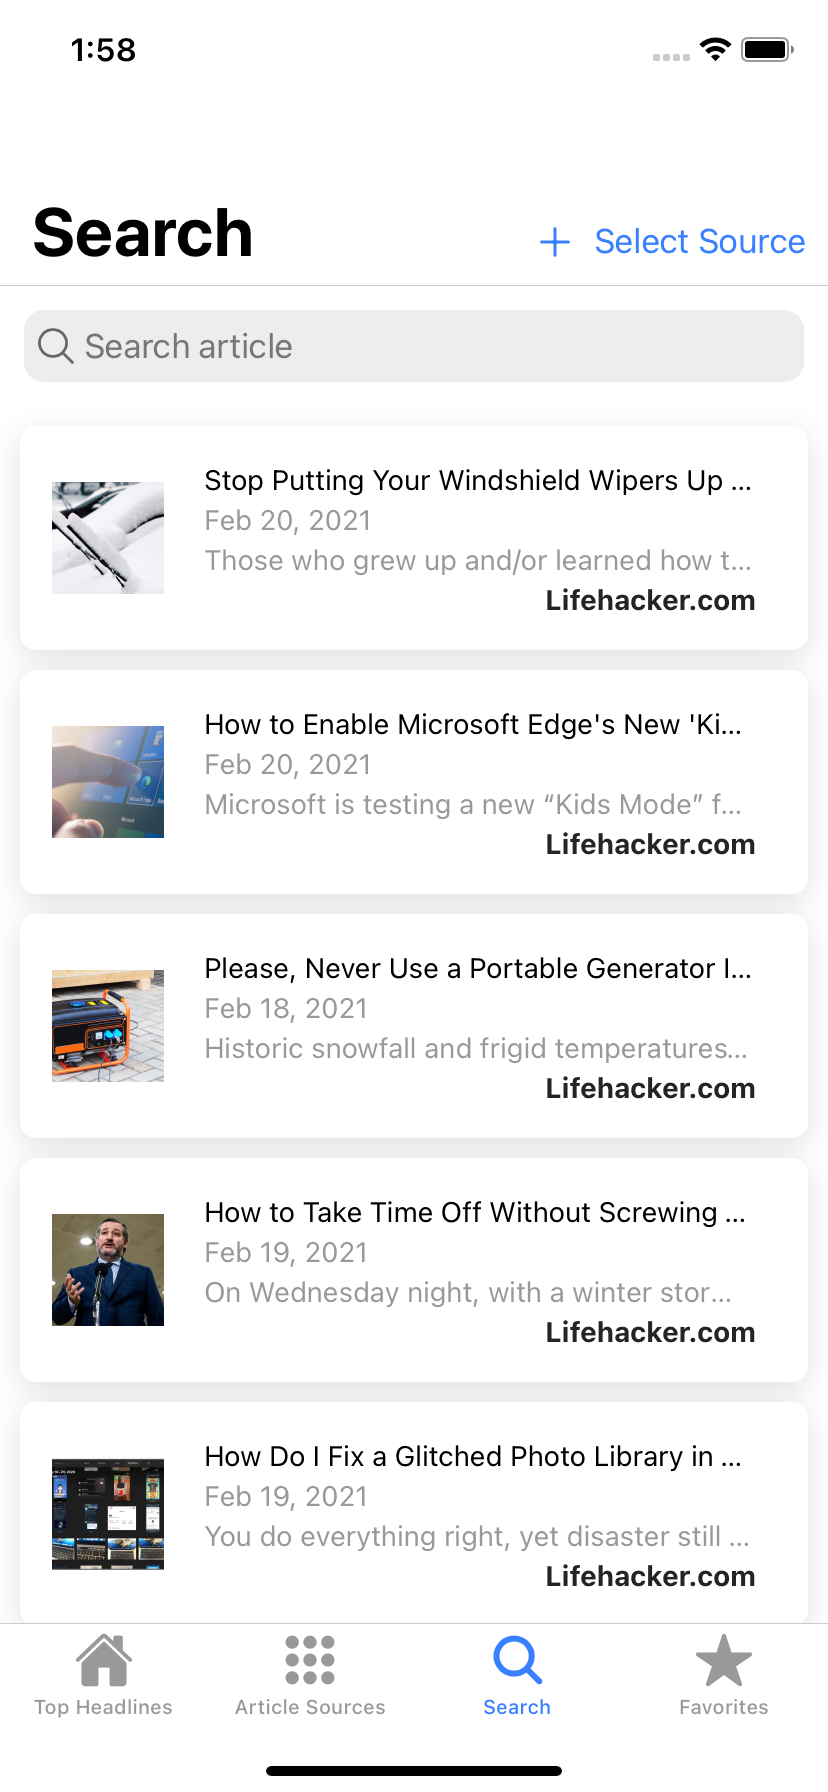 1:58
Search
+ Select Source
Search article
Stop Putting Your Windshield Wipers Up ...
Feb 20, 2021
Those who grew up and/or learned how t...
Lifehacker.com
How to Enable Microsoft Edge's New 'Ki...
Feb 20, 2021
Microsoft is testing a new “Kids Mode” f...
Lifehacker.com
Please, Never Use a Portable Generator I...
Feb 18, 2021
Historic snowfall and frigid temperatures...
Lifehacker.com
How to Take Time Off Without Screwing ...
Feb 19, 2021
On Wednesday night, with a winter stor...
Lifehacker.com
How Do I Fix a Glitched Photo Library in ...
Feb 19, 2021
You do everything right, yet disaster still ...
Lifehacker.com
Top Headlines
Article Sources
Search
Favorites